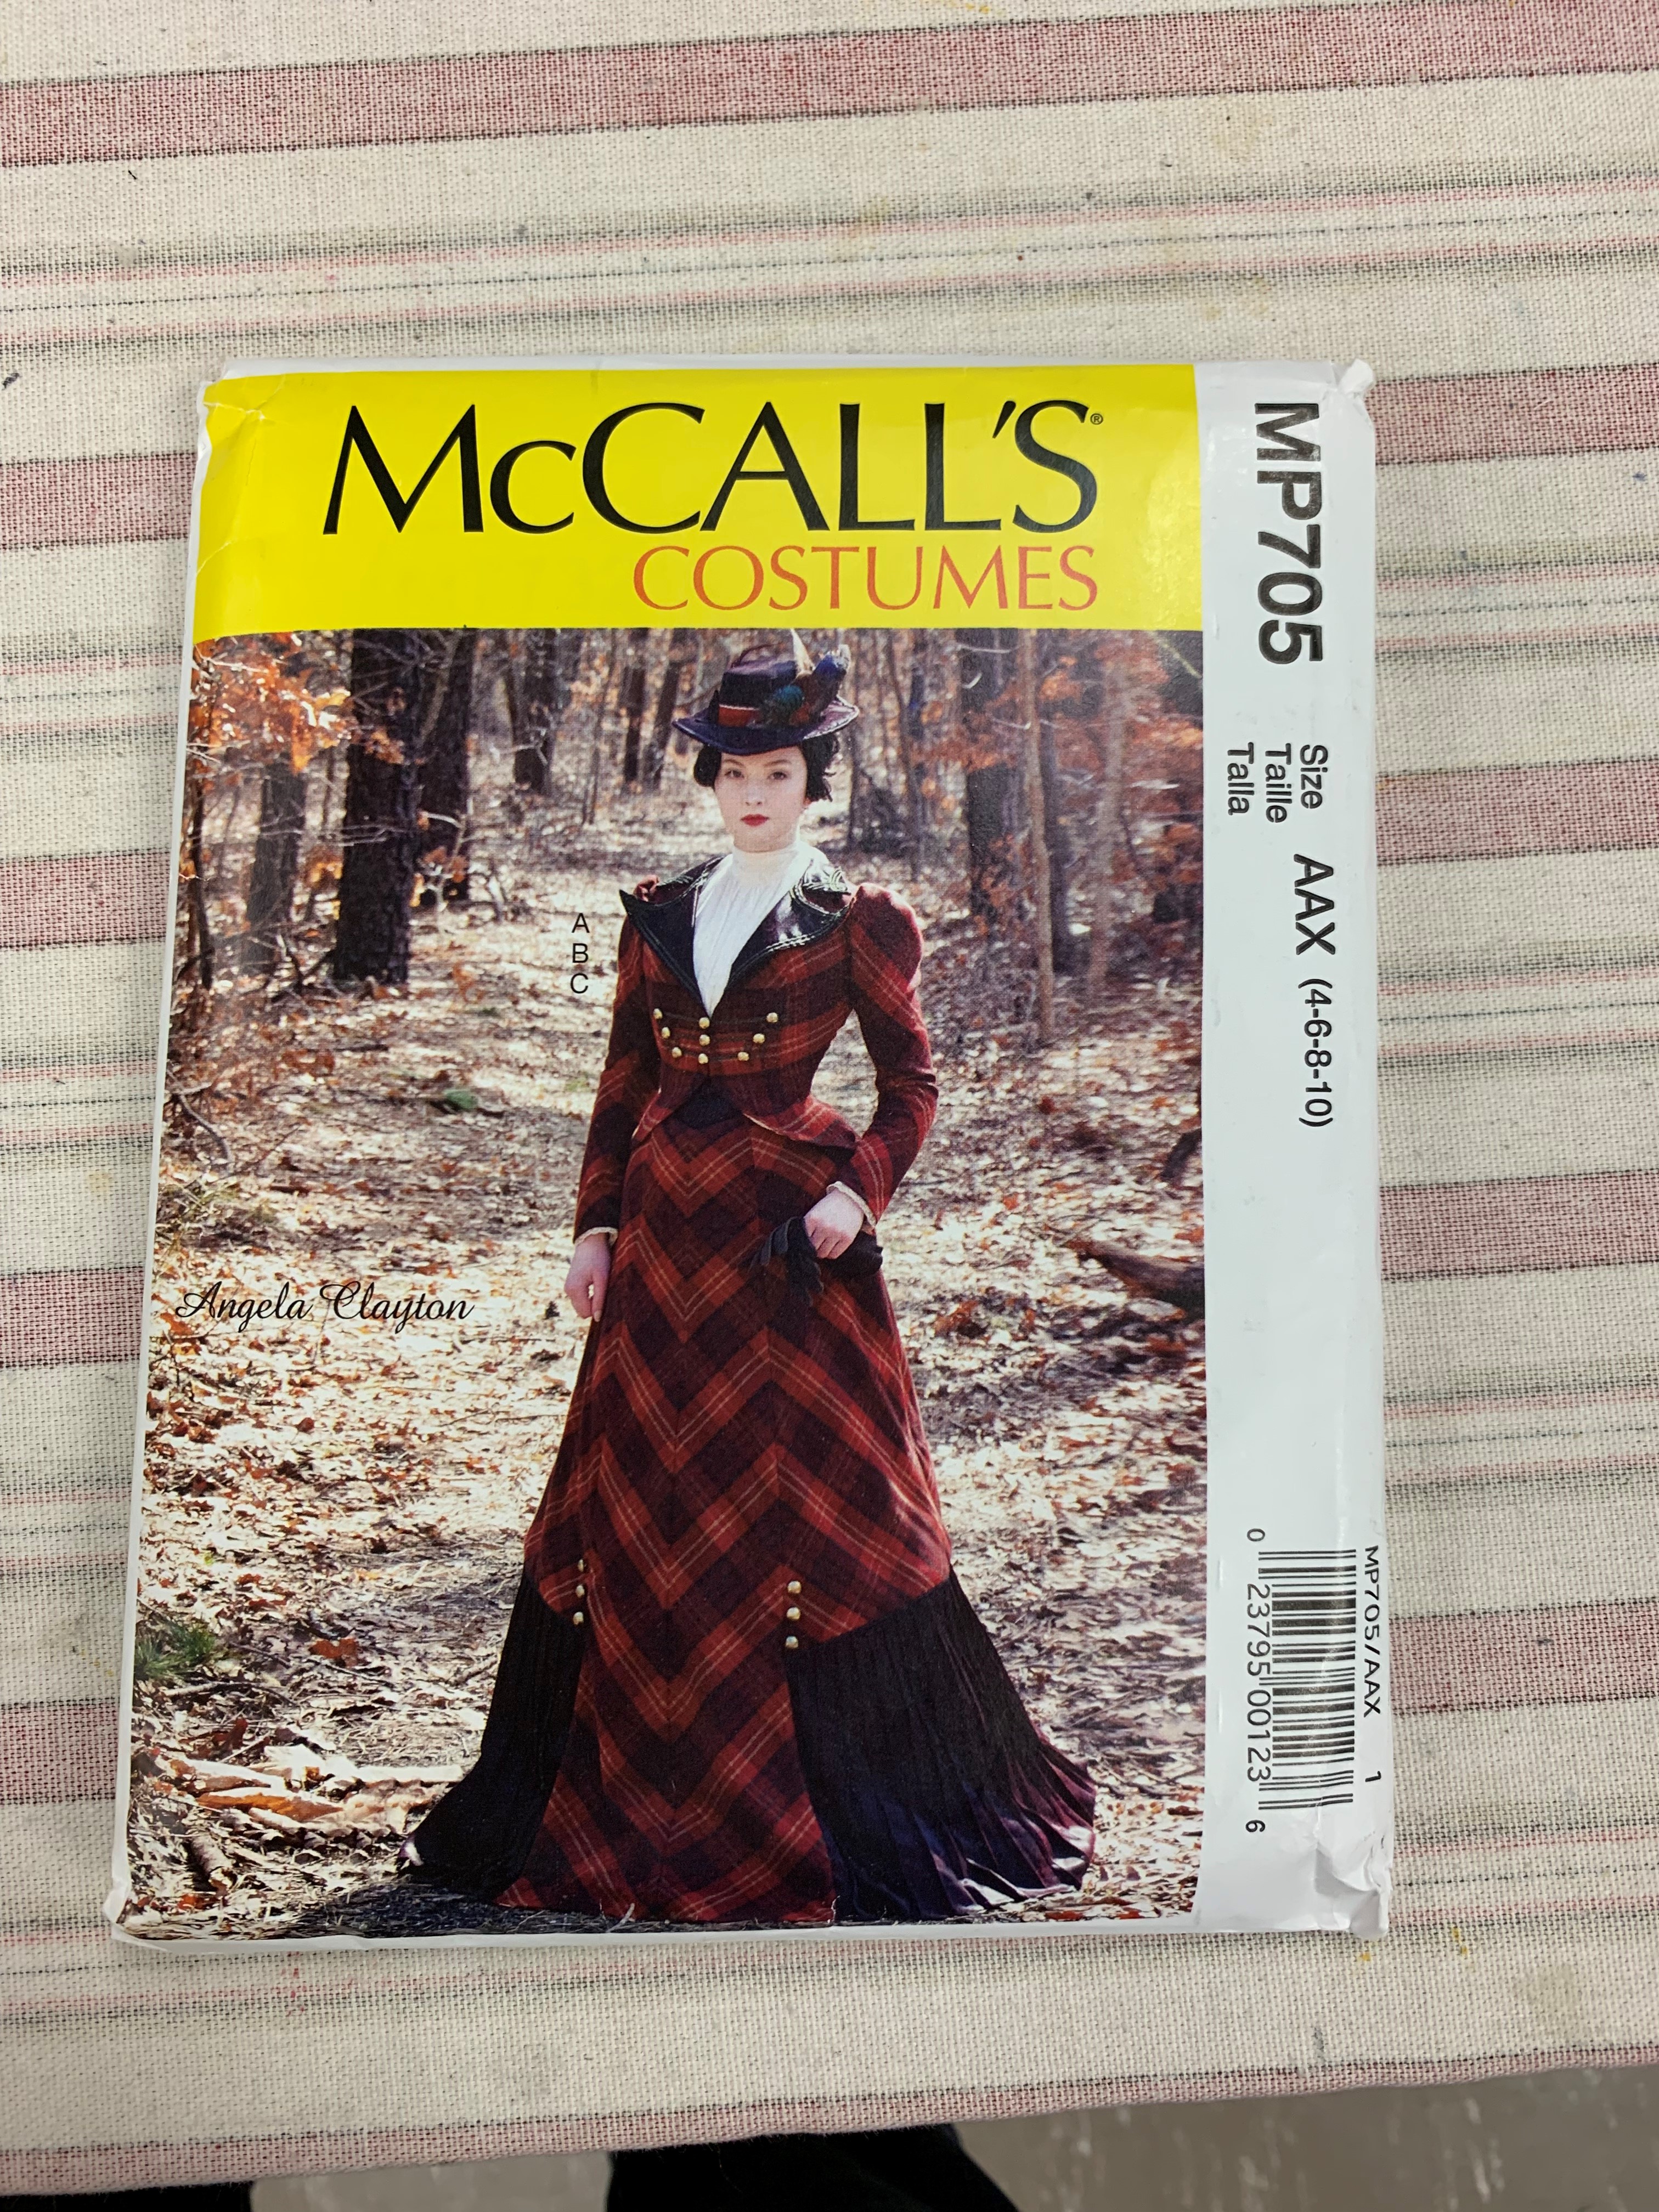 McCALL'S®
COSTUMES
A
B
C
Angela Clayton
MP705
Size
Taille
Talla
AAX (4-6-8-10)
MP705/AAX 1
0 23795 00123 6